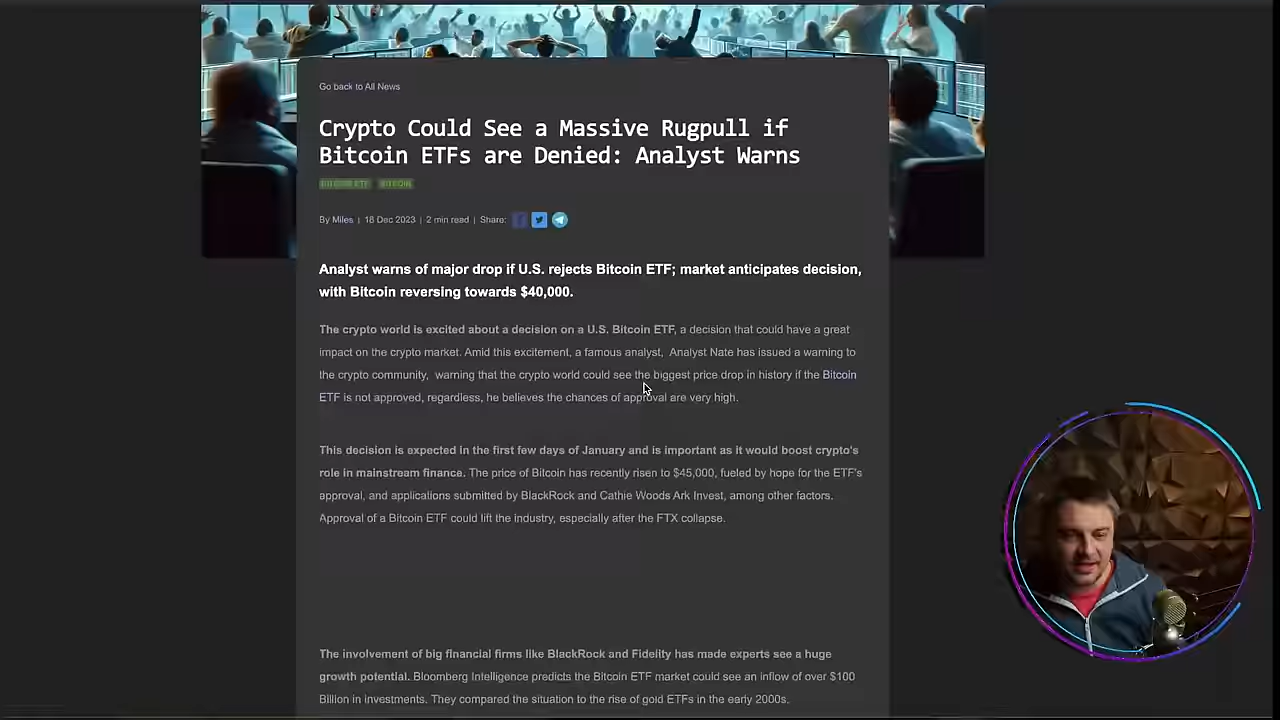 Go back to All News
Crypto Could See a Massive Rugpull if
Bitcoin ETFs are Denied: Analyst Warns
BITCOIN ETF BITCOIN
By Miles | 18 Dec 2023 | 2 min read | Share:
Analyst warns of major drop if U.S. rejects Bitcoin ETF; market anticipates decision,
with Bitcoin reversing towards $40,000.
The crypto world is excited about a decision on a U.S. Bitcoin ETF, a decision that could have a great
impact on the crypto market. Amid this excitement, a famous analyst, Analyst Nate has issued a warning to
the crypto community, warning that the crypto world could see the biggest price drop in history if the Bitcoin
ETF is not approved, regardless, he believes the chances of approval are very high.
This decision is expected in the first few days of January and is important as it would boost crypto's
role in mainstream finance. The price of Bitcoin has recently risen to $45,000, fueled by hope for the ETF's
approval, and applications submitted by BlackRock and Cathie Woods Ark Invest, among other factors.
Approval of a Bitcoin ETF could lift the industry, especially after the FTX collapse.
The involvement of big financial firms like BlackRock and Fidelity has made experts see a huge
growth potential. Bloomberg Intelligence predicts the Bitcoin ETF market could see an inflow of over $100
Billion in investments. They compared the situation to the rise of gold ETFs in the early 2000s.